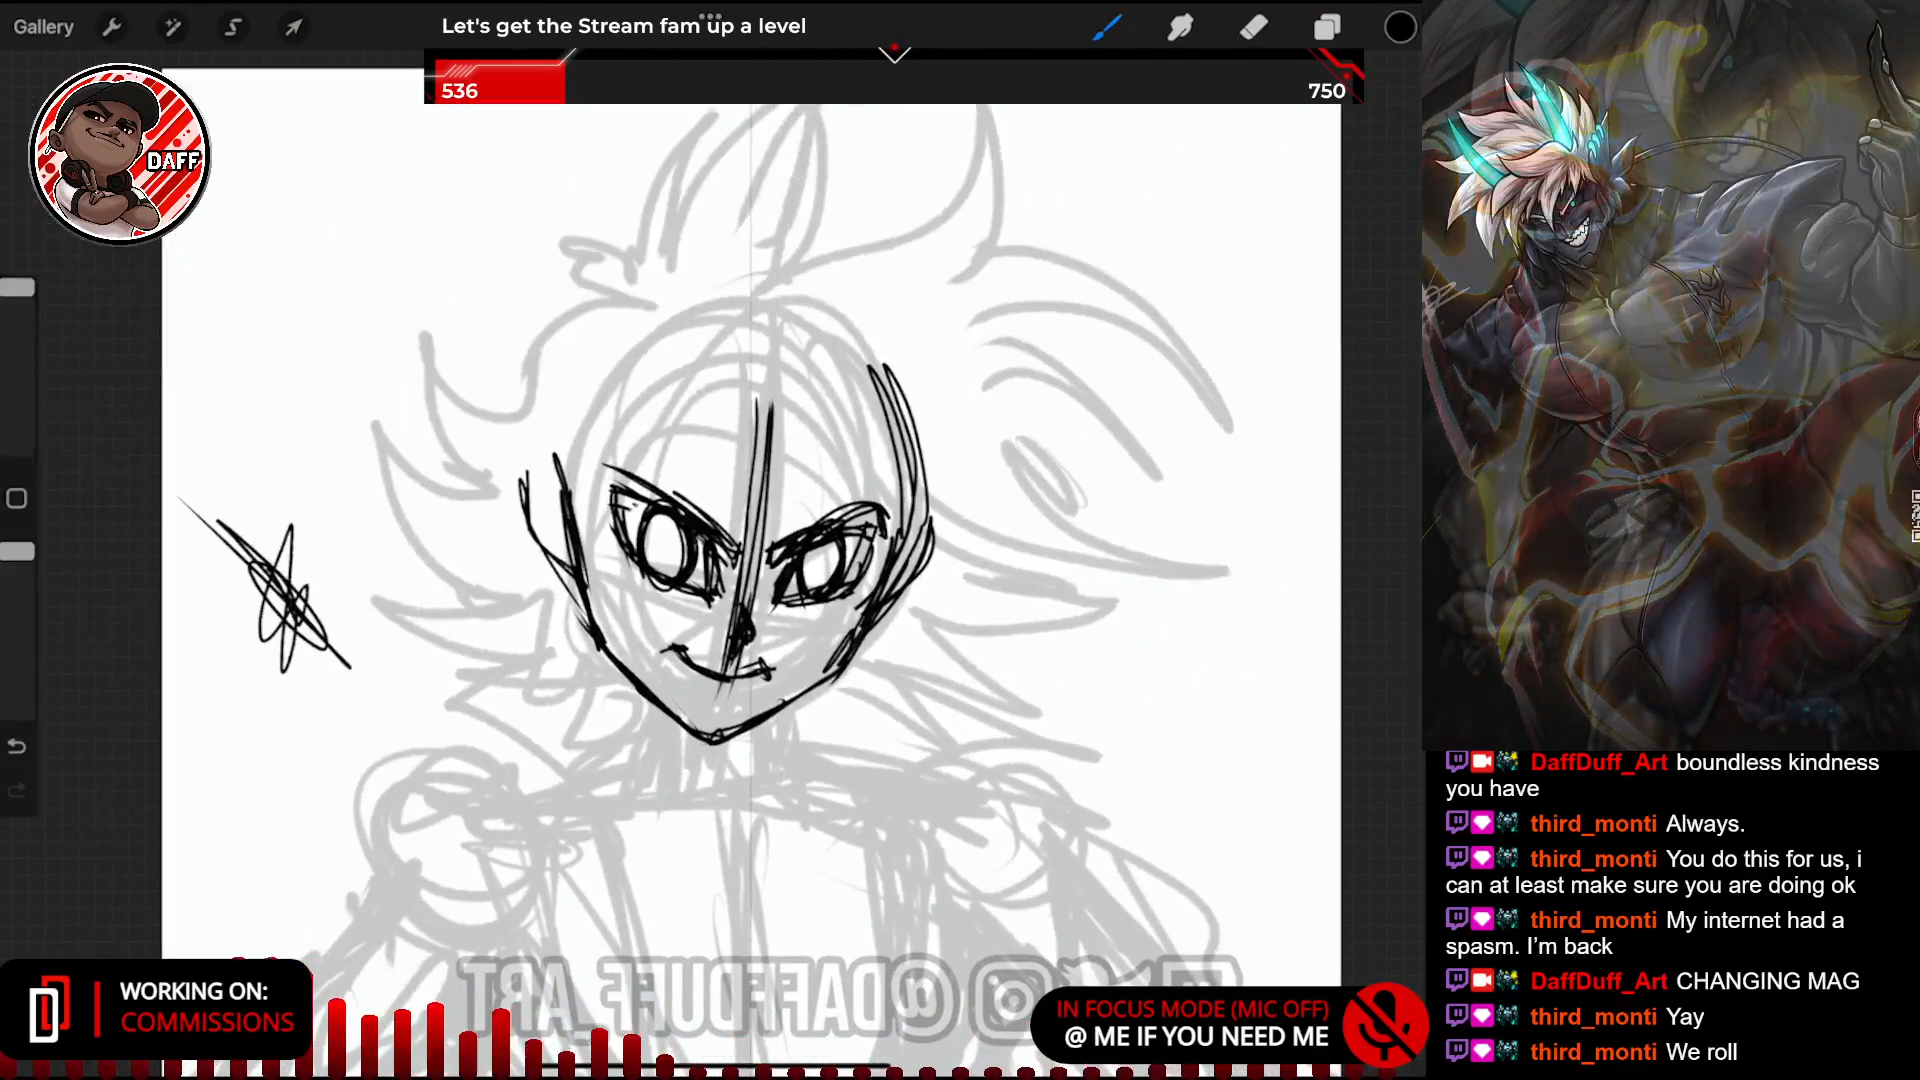 Gallery
Let's get the Stream fam up a level
536
750
DAFF
DaffDuff_Art boundless kindness
you have
third_monti Always.
third_monti You do this for us, i
can at least make sure you are doing ok
third_monti My internet had a
spasm. I'm back
DaffDuff_Art CHANGING MAG
third_monti Yay
third_monti We roll
@DAFFDUFF_ART
WORKING ON:
COMMISSIONS
IN FOCUS MODE (MIC OFF)
@ ME IF YOU NEED ME